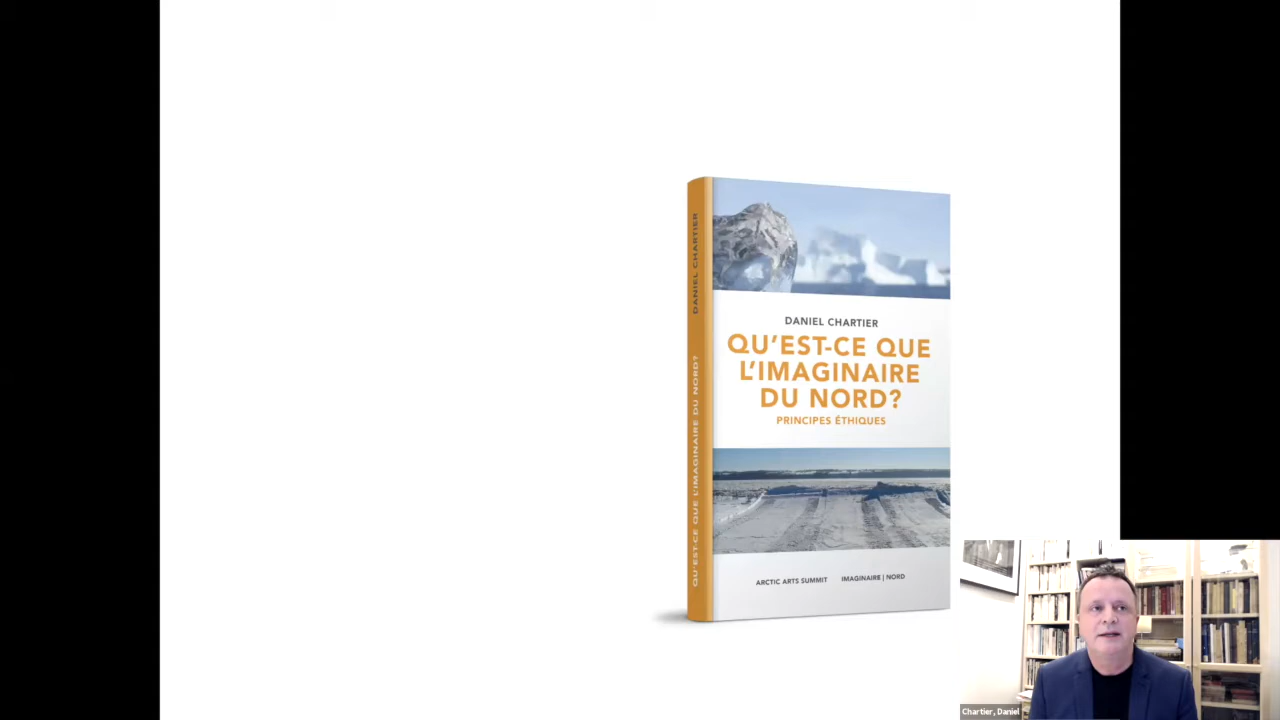 DANIEL CHARTIER
QU'EST-CE QUE L'IMAGINAIRE DU NORD?
DANIEL CHARTIER
QU'EST-CE QUE
L'IMAGINAIRE
DU NORD?
PRINCIPES ÉTHIQUES
ARCTIC ARTS SUMMIT IMAGINAIRE | NORD
Chartier, Daniel